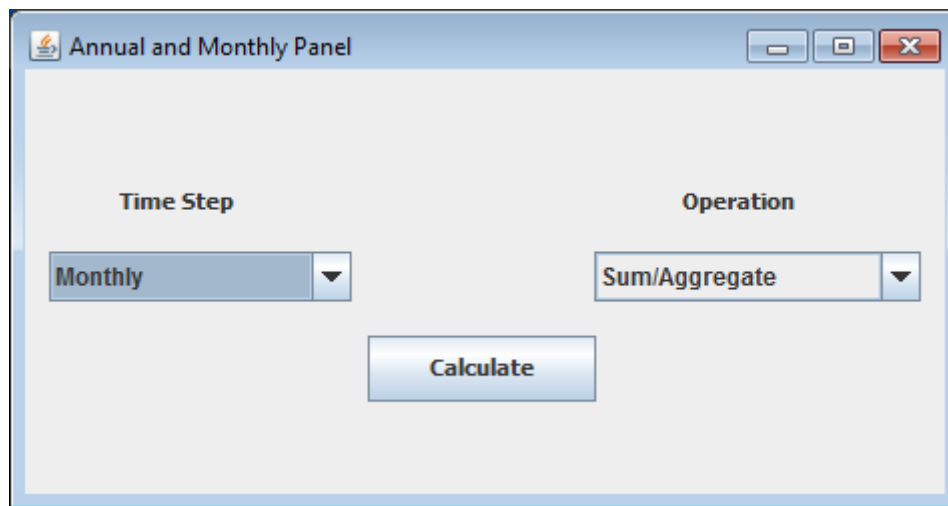 Annual and Monthly Panel
Time Step
Operation
Monthly
Sum/Aggregate
Calculate